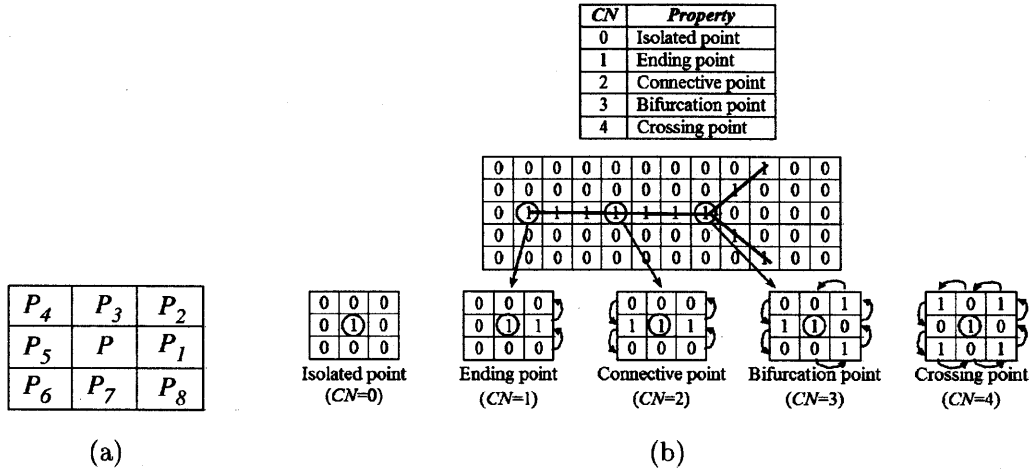 CN Property
0 Isolated point
1 Ending point
2 Connective point
3 Bifurcation point
4 Crossing point
0 0 0 0 0 0 0 0 0 1 0 0
0 0 0 0 0 0 0 0 1 0 0 0
0 1 1 1 1 1 1 1 0 0 0 0
0 0 0 0 0 0 0 0 1 0 0 0
0 0 0 0 0 0 0 0 0 1 0 0
P4 P3 P2
P5 P P1
P6 P7 P8
(a)
0 0 0
0 1 0
0 0 0
Isolated point
(CN=0)
0 0 0
0 1 1
0 0 0
Ending point
(CN=1)
0 0 0
1 1 1
0 0 0
Connective point
(CN=2)
0 0 1
1 1 0
0 0 1
Bifurcation point
(CN=3)
1 0 1
0 1 0
1 0 1
Crossing point
(CN=4)
(b)